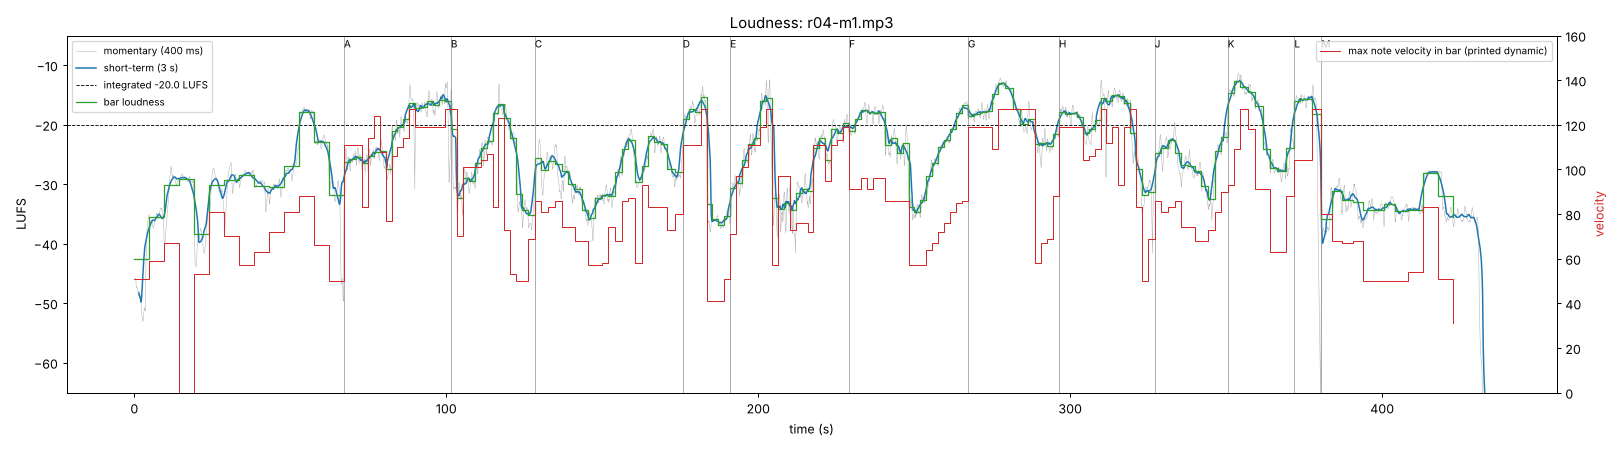 Loudness: r04-m1.mp3
momentary (400 ms)
short-term (3 s)
integrated -20.0 LUFS
bar loudness
max note velocity in bar (printed dynamic)
A B C D E F G H J K L M
−10
−20
−30
−40
−50
−60
LUFS
160
140
120
100
80
60
40
20
0
velocity
0 100 200 300 400
time (s)